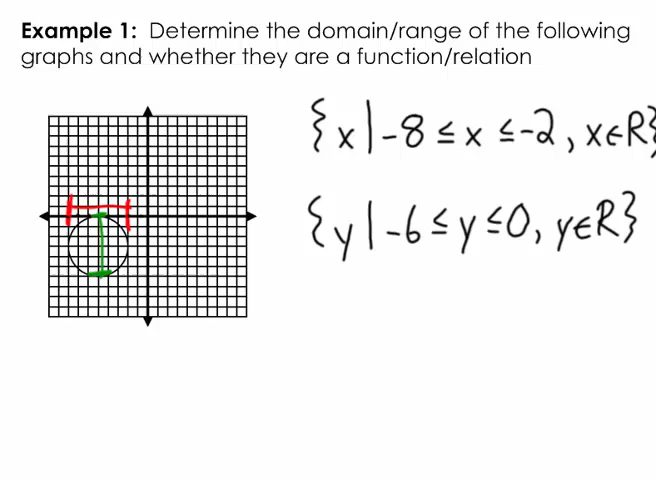 Example 1: Determine the domain/range of the following
graphs and whether they are a function/relation
{x|-8 ≤ x ≤ -2, x∈R}
{y|-6 ≤ y ≤ 0, y∈R}